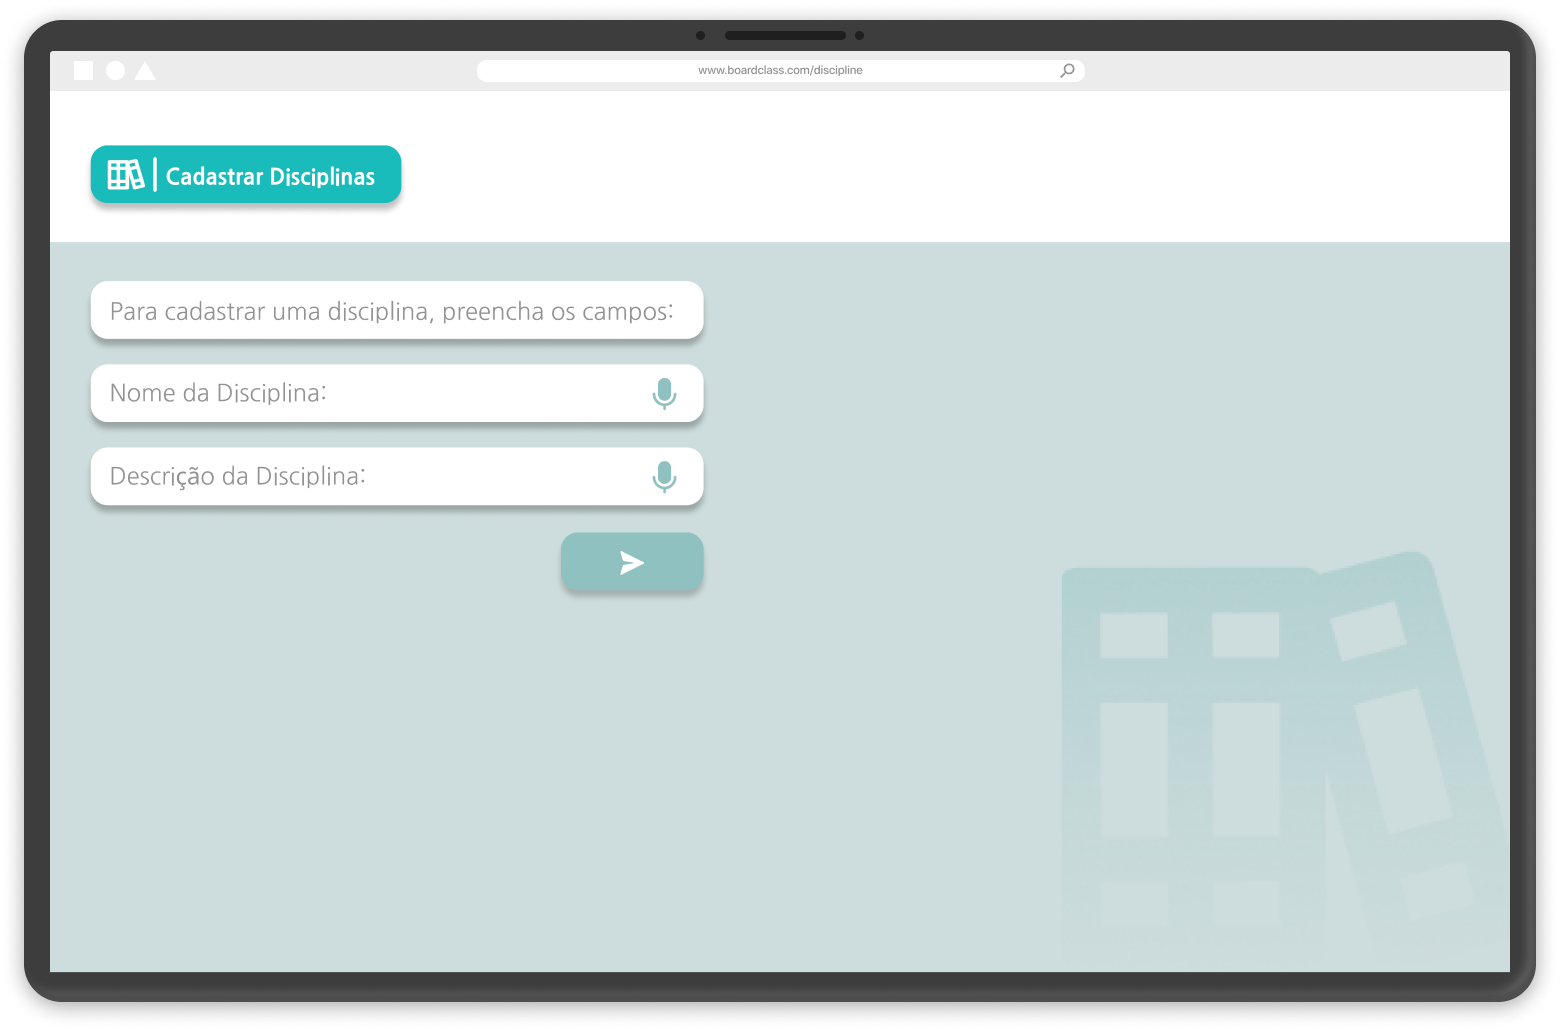 www.boardclass.com/discipline
Cadastrar Disciplinas
Para cadastrar uma disciplina, preencha os campos:
Nome da Disciplina:
Descrição da Disciplina: